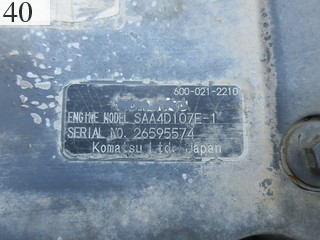 40
600-021-2210
ENGINE MODEL SAA4D107E-1
SERIAL NO. 26595574
Komatsu Ltd. Japan